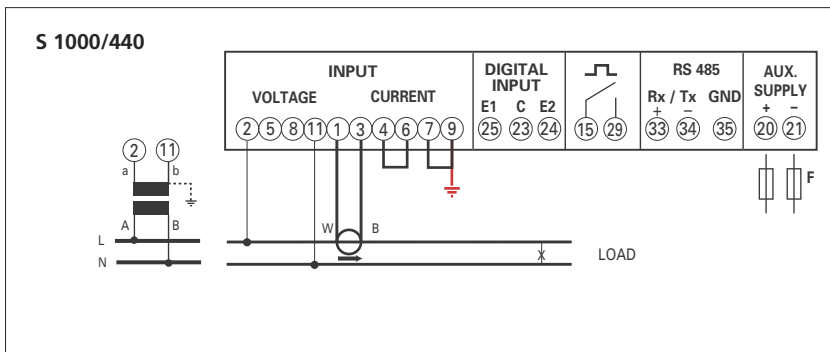 S 1000/440
INPUT
VOLTAGE CURRENT
DIGITAL
INPUT
E1 C E2
RS 485
Rx / Tx GND
+ −
AUX.
SUPPLY
+ −
2 5 8 11 1 3 4 6 7 9 25 23 24 15 29 33 34 35 20 21
2 11
a b
F
A B
W B
L
N
X
LOAD